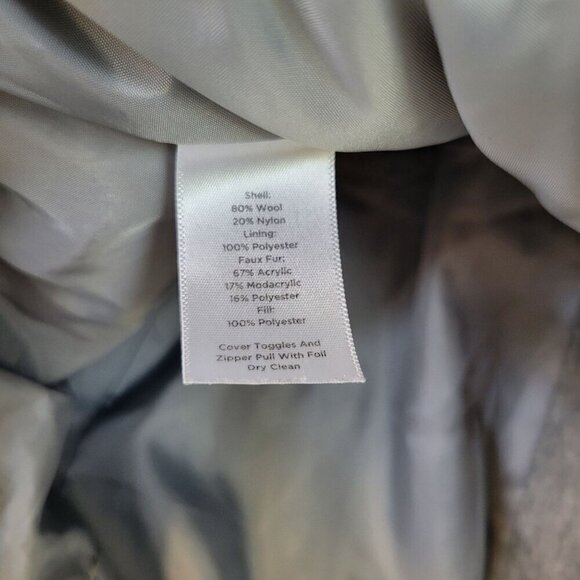 Shell:
80% Wool
20% Nylon
Lining:
100% Polyester
Faux Fur:
67% Acrylic
17% Modacrylic
16% Polyester
Fill:
100% Polyester
Cover Toggles And
Zipper Pull With Foil
Dry Clean